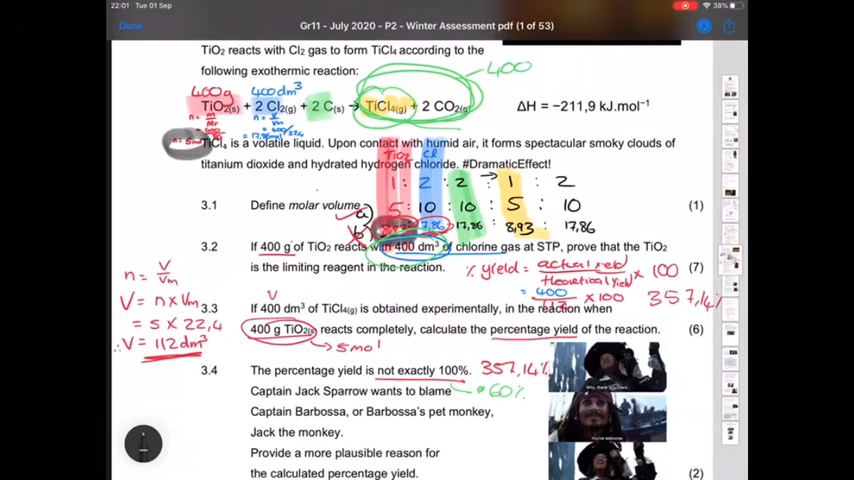 22:01 Tue 01 Sep
38%
Done
Gr11 - July 2020 - P2 - Winter Assessment pdf (1 of 53)
TiO2 reacts with Cl2 gas to form TiCl4 according to the
following exothermic reaction:
400
400g
400dm³
TiO2(s) + 2 Cl2(g) + 2 C(s) → TiCl4(g) + 2 CO2(g)
ΔH = −211,9 kJ.mol⁻¹
n = 5mol
TiCl4 is a volatile liquid. Upon contact with humid air, it forms spectacular smoky clouds of
titanium dioxide and hydrated hydrogen chloride. #DramaticEffect!
TiO2 Cl
1 : 2 : 2 → 1 : 2
3.1 Define molar volume. (1)
a) 5 : 10 : 10 : 5 : 10
b) 17,86 : 8,93 : 17,86
3.2 If 400 g of TiO2 reacts with 400 dm³ of chlorine gas at STP, prove that the TiO2
is the limiting reagent in the reaction. (7)
n = V/Vm
V = n x Vm
= 5 x 22,4
∴ V = 112dm³
% yield = actual yield / theoretical yield x 100
= 400 / 112 x 100
357,14%
V
3.3 If 400 dm³ of TiCl4(g) is obtained experimentally, in the reaction when
400 g TiO2(s) reacts completely, calculate the percentage yield of the reaction. (6)
→ 5mol
3.4 The percentage yield is not exactly 100%. 357,14%
Captain Jack Sparrow wants to blame
60%
Captain Barbossa, or Barbossa's pet monkey,
Jack the monkey.
Provide a more plausible reason for
the calculated percentage yield. (2)
You're welcome.